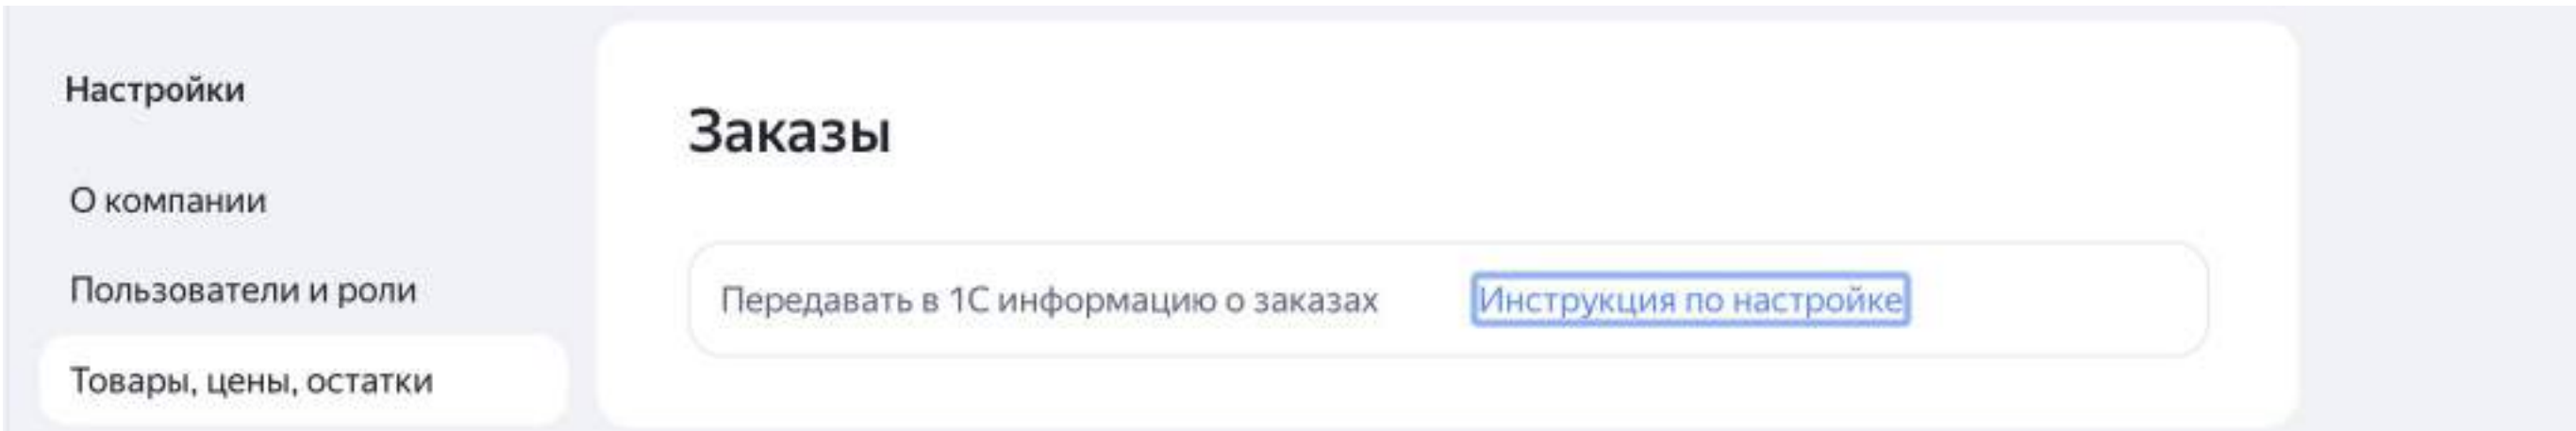 Настройки
О компании
Пользователи и роли
Товары, цены, остатки
Заказы
Передавать в 1С информацию о заказах
Инструкция по настройке